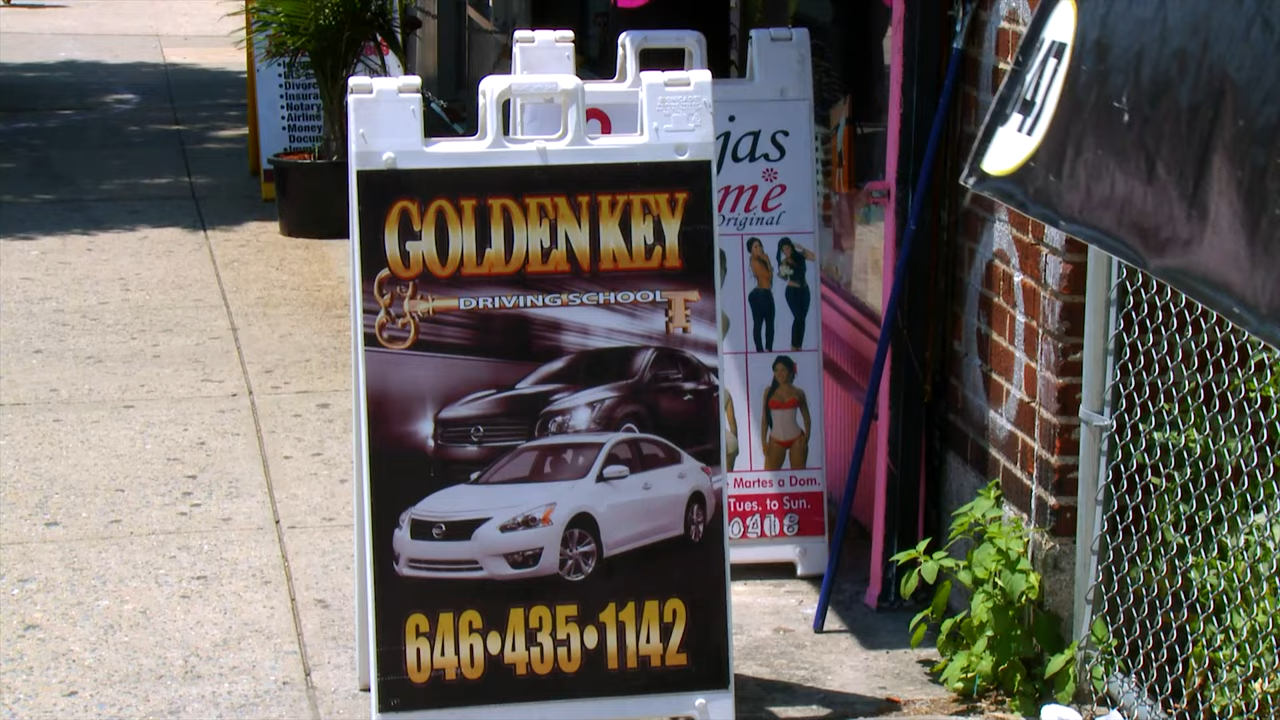 GOLDEN KEY
DRIVING SCHOOL
646•435•1142
jas
me
Original
Martes a Dom.
Tues. to Sun.
•Divorc
•Insura
•Notary
•Airline
•Money
Docum